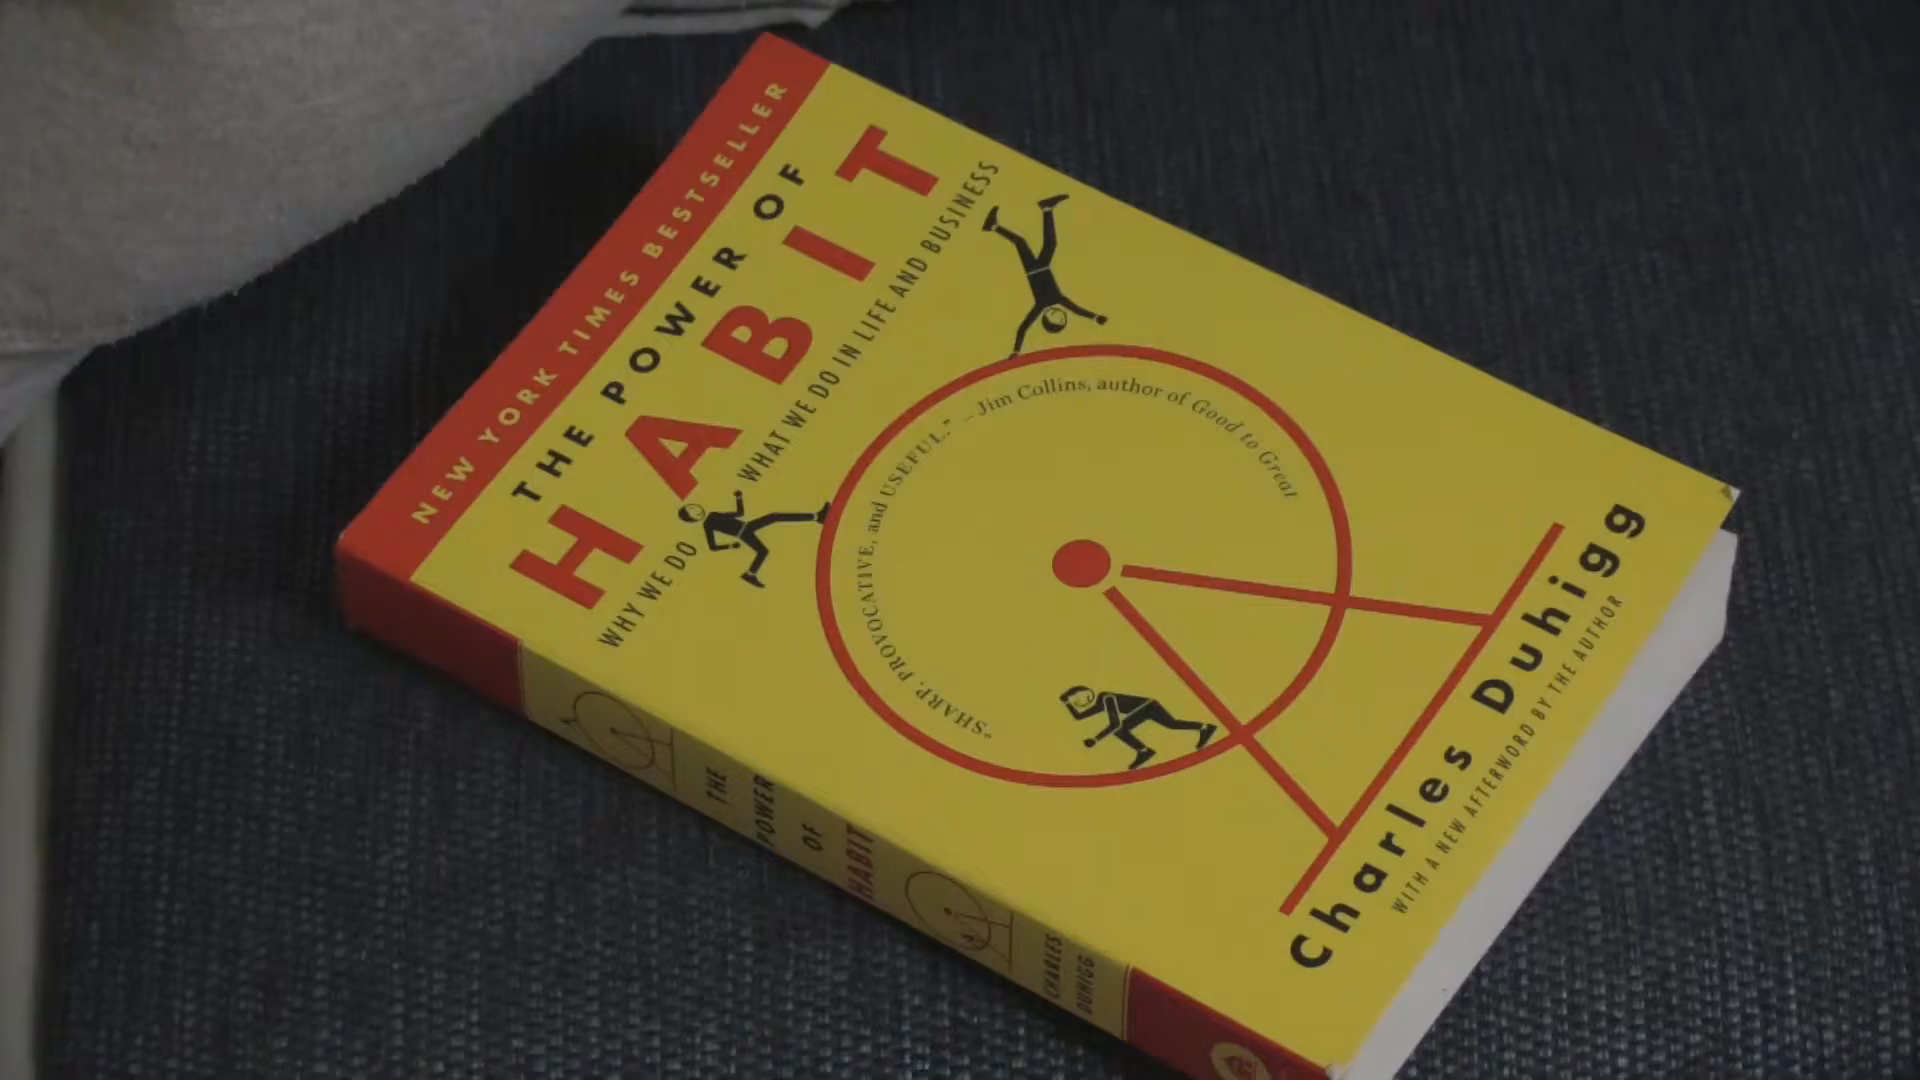 NEW YORK TIMES BESTSELLER
THE POWER OF
HABIT
WHY WE DO WHAT WE DO IN LIFE AND BUSINESS
"SHARP, PROVOCATIVE, and USEFUL." – Jim Collins, author of Good to Great
Charles Duhigg
WITH A NEW AFTERWORD BY THE AUTHOR
THE
POWER
OF
HABIT
CHARLES
DUHIGG